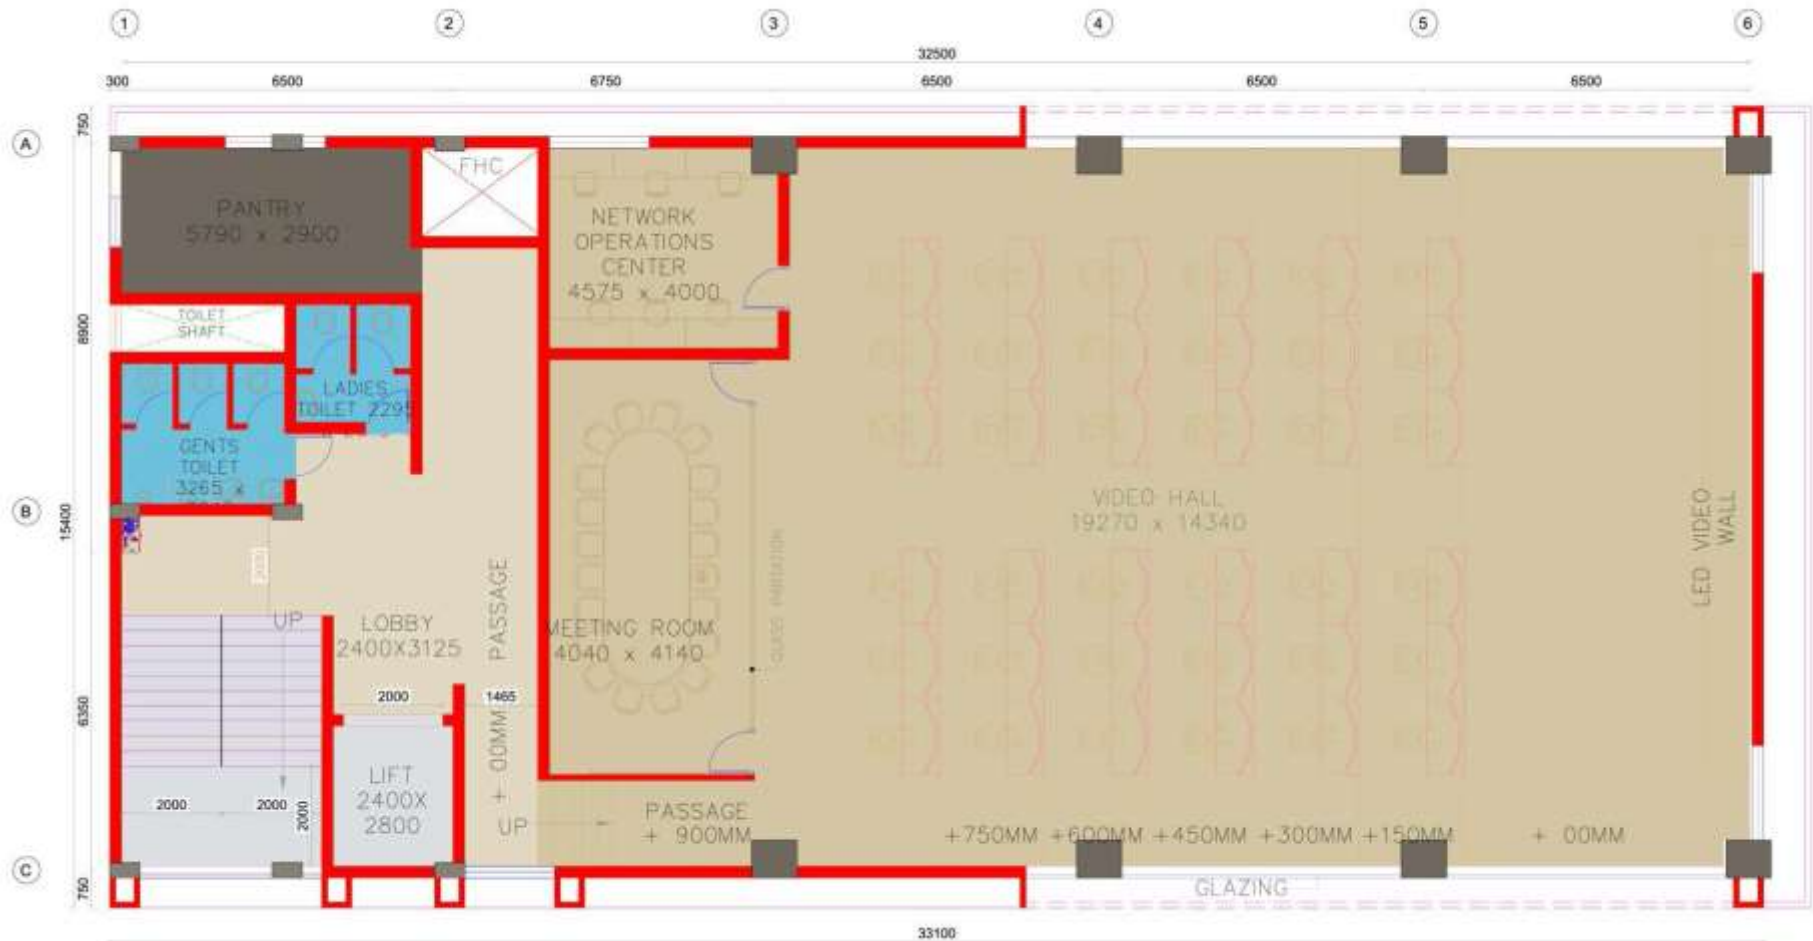 1 2 3 4 5 6
32500
300 6500 6750 6500 6500 6500
750
A
FHC
PANTRY
5790 x 2900
NETWORK
OPERATIONS
CENTER
4575 x 4000
TOILET
SHAFT
8900
LADIES
TOILET 2295
GENTS
TOILET
3265 x
B
15400
VIDEO HALL
19270 x 14340
LED VIDEO
WALL
GLASS PARTATION
UP
LOBBY
2400X3125
PASSAGE
+ 00MM
MEETING ROOM
4040 x 4140
2000
1465
6350
LIFT
2400X
2800
2000
2000
2000
UP
PASSAGE
+ 900MM
+750MM +600MM +450MM +300MM +150MM + 00MM
C
750
GLAZING
33100